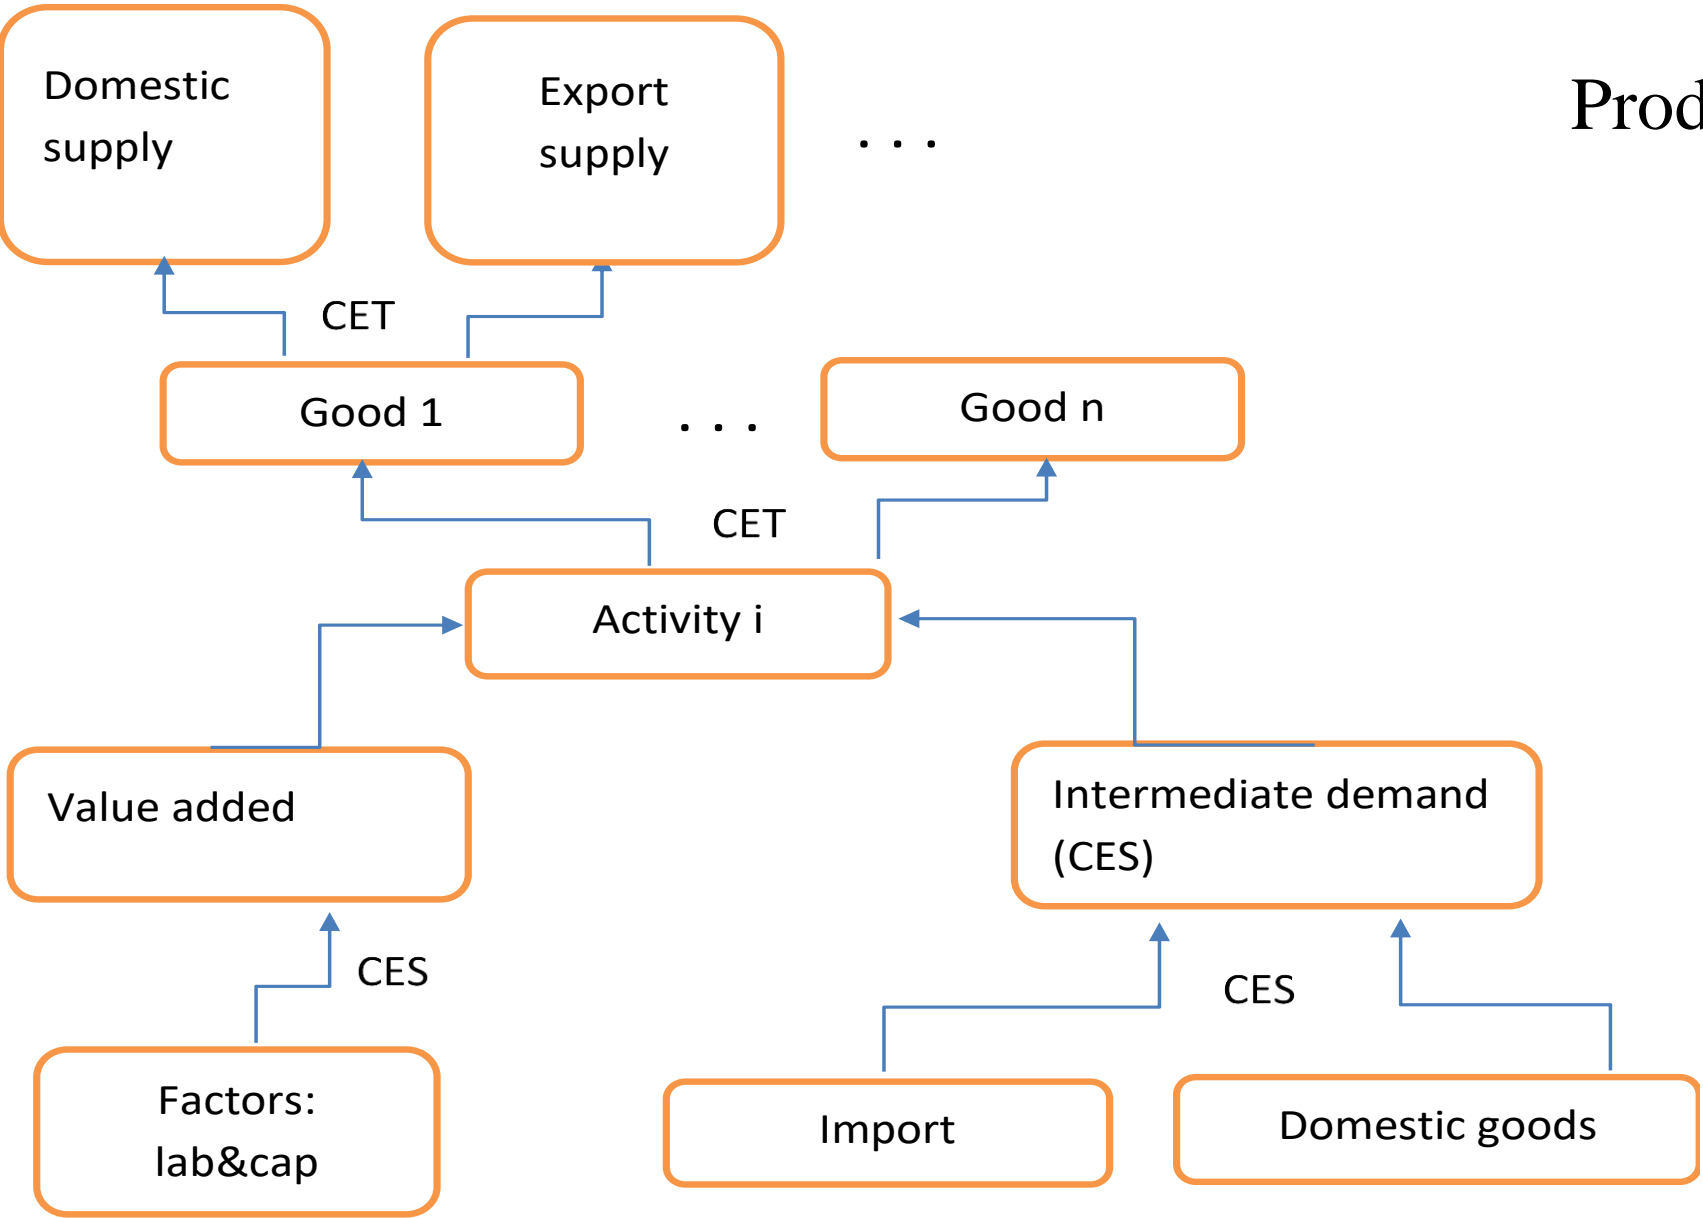 Domestic
supply
Export
supply
. . .
Prod
CET
Good 1
. . .
Good n
CET
Activity i
Value added
Intermediate demand
(CES)
CES
CES
Factors:
lab&cap
Import
Domestic goods